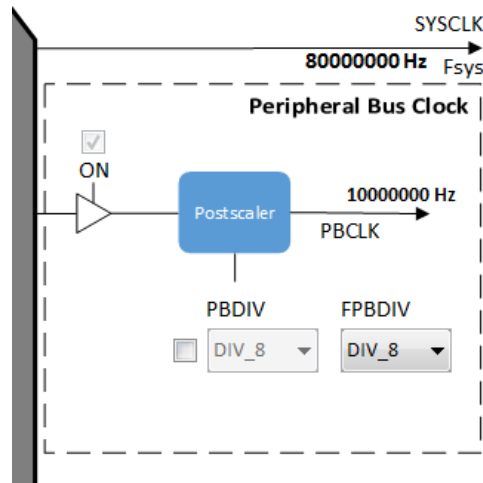 SYSCLK
80000000 Hz Fsys
Peripheral Bus Clock
ON
Postscaler
10000000 Hz
PBCLK
PBDIV FPBDIV
DIV_8 DIV_8